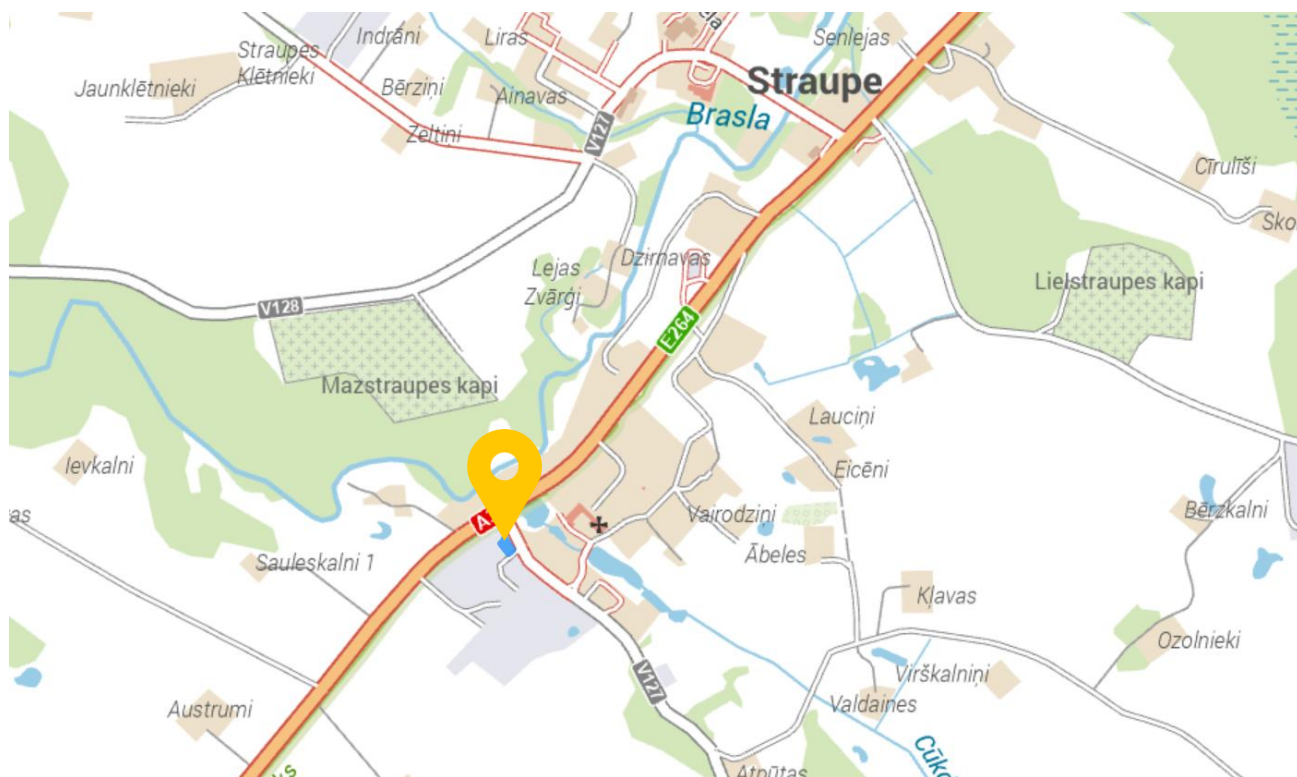 Indrāni
Liras
Senlejas
Straupes
Klētnieki
Jaunklētnieki
Bērziņi
Ainavas
Straupe
Brasla
Zeltiņi
V127
Cīrulīši
Lejas
Zvārģi
Dzirnavas
Lielstraupes kapi
V128
E264
Mazstraupes kapi
Lauciņi
Ievkalni
Eicēni
Vairodziņi
Bērzkalni
Sauleskalni 1
Ābeles
Kļavas
Ozolnieki
V127
Virškalniņi
Valdaines
Austrumi
Atpūtas